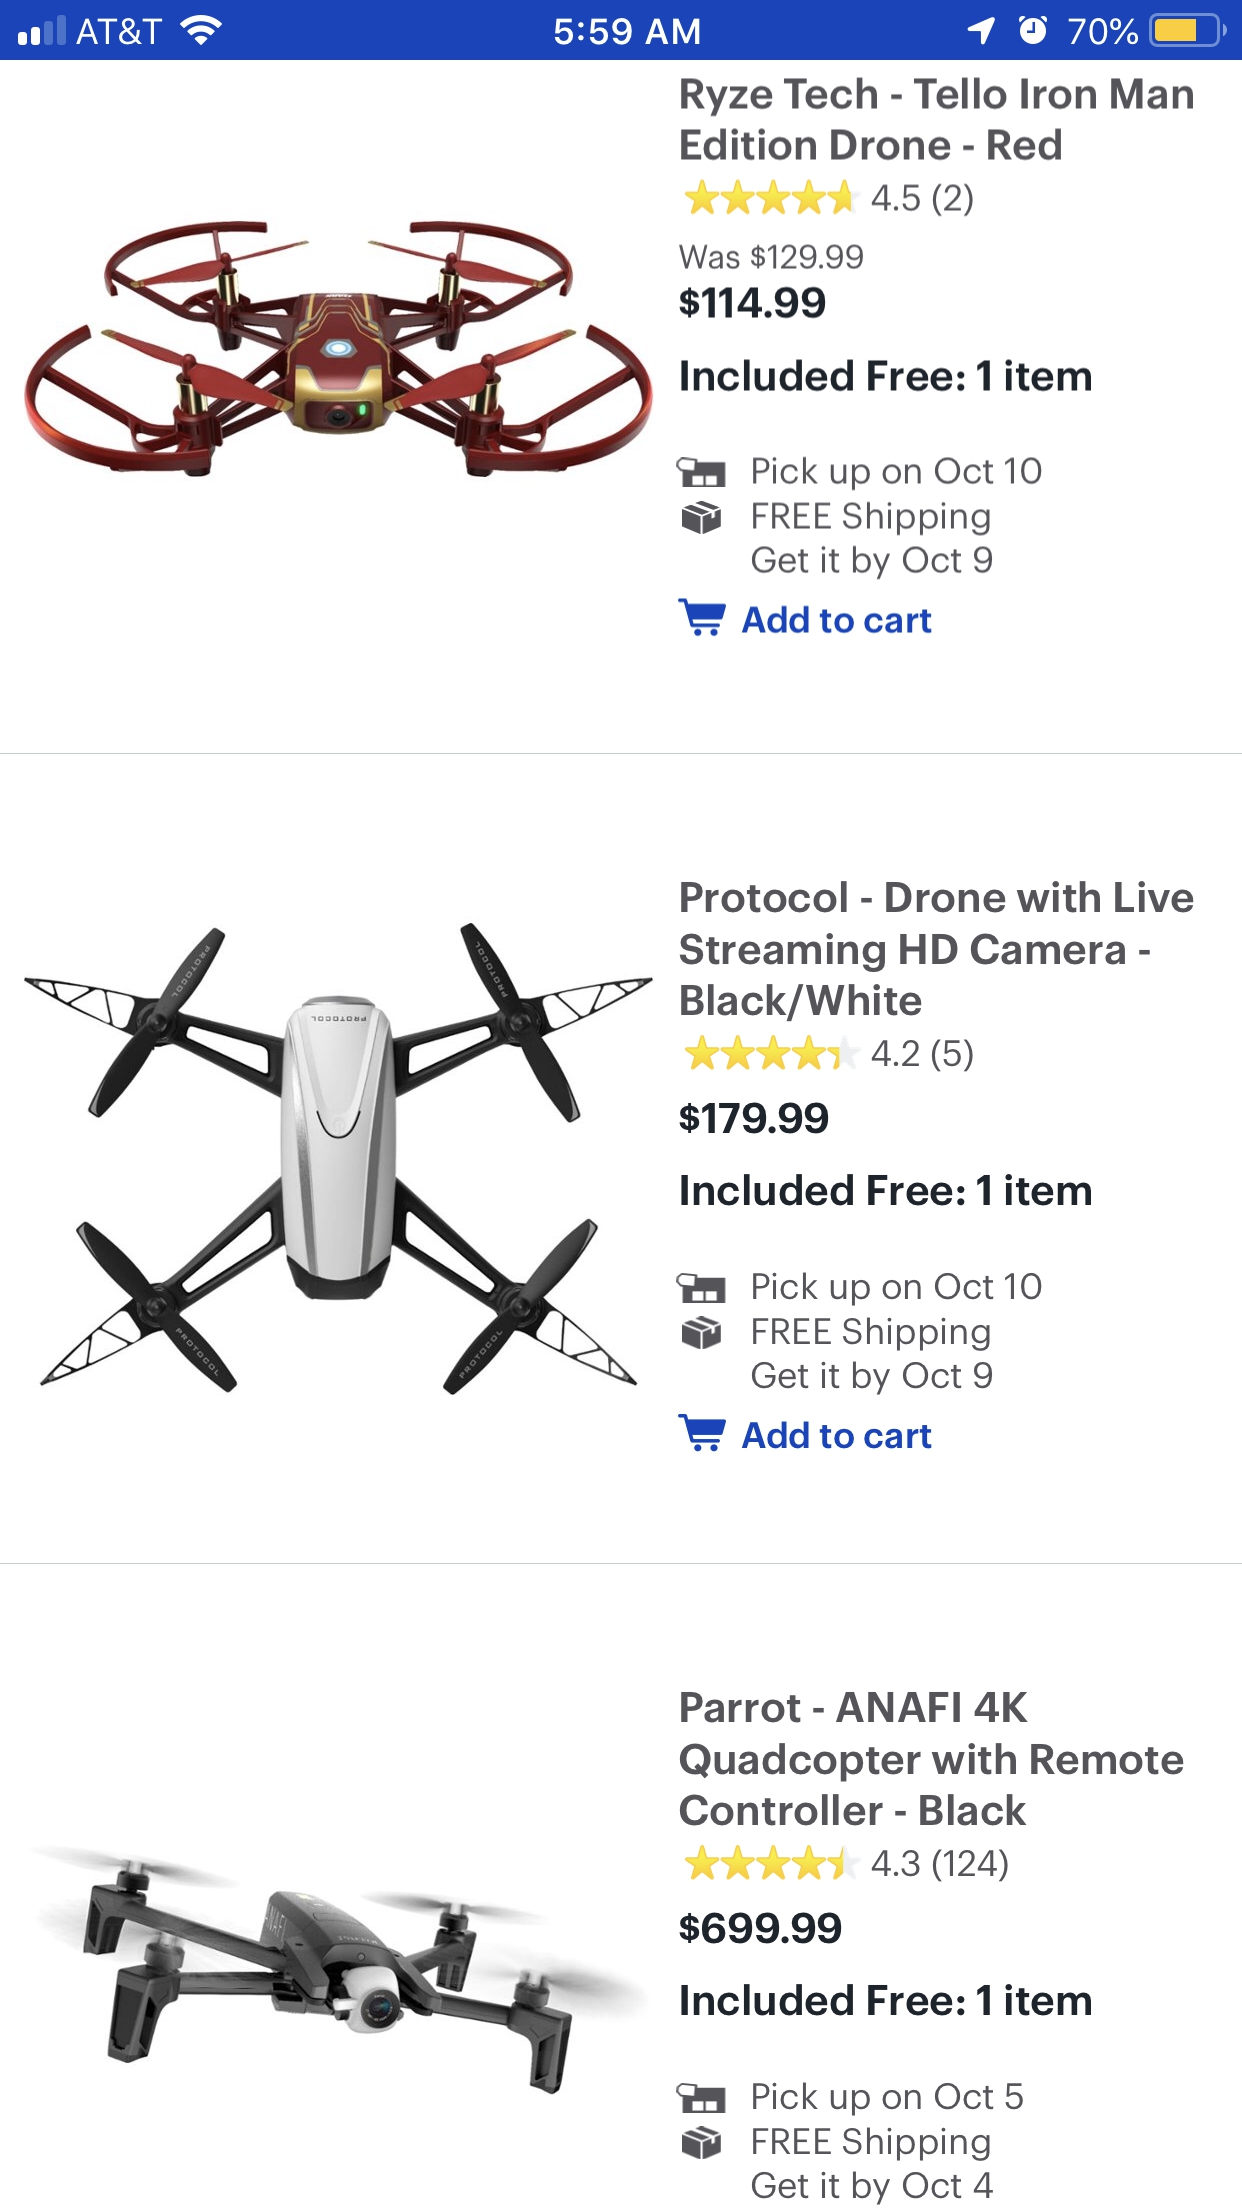 AT&T 5:59 AM 70%
Ryze Tech - Tello Iron Man
Edition Drone - Red
4.5 (2)
Was $129.99
$114.99
Included Free: 1 item
Pick up on Oct 10
FREE Shipping
Get it by Oct 9
Add to cart
Protocol - Drone with Live
Streaming HD Camera -
Black/White
4.2 (5)
$179.99
Included Free: 1 item
Pick up on Oct 10
FREE Shipping
Get it by Oct 9
Add to cart
PROTOCOL
PROTOCOL
PROTOCOL
PROTOCOL
PROTOCOL
Parrot - ANAFI 4K
Quadcopter with Remote
Controller - Black
4.3 (124)
$699.99
Included Free: 1 item
Pick up on Oct 5
FREE Shipping
Get it by Oct 4
ANAFI